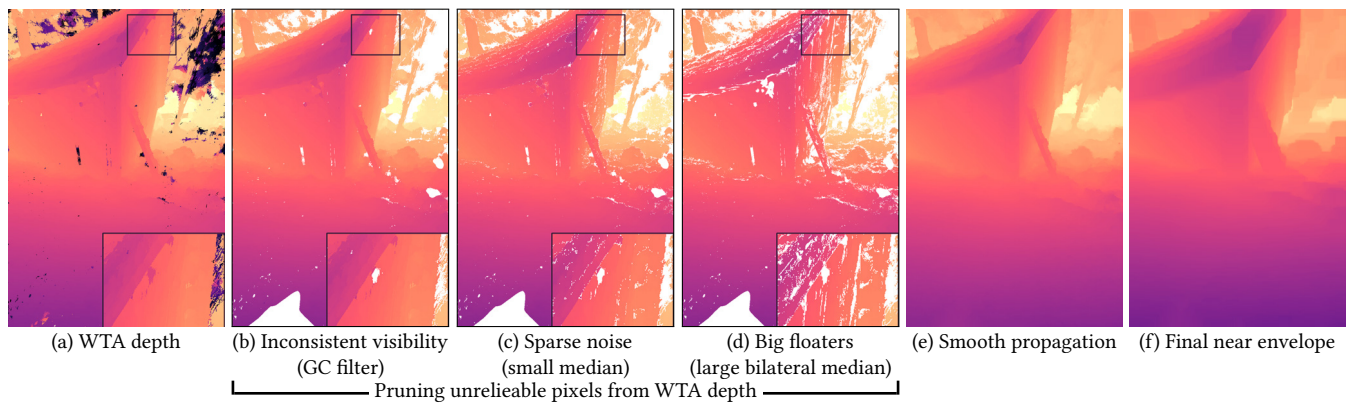 (a) WTA depth
(b) Inconsistent visibility
(GC filter)
(c) Sparse noise
(small median)
(d) Big floaters
(large bilateral median)
(e) Smooth propagation
(f) Final near envelope
Pruning unrelieable pixels from WTA depth